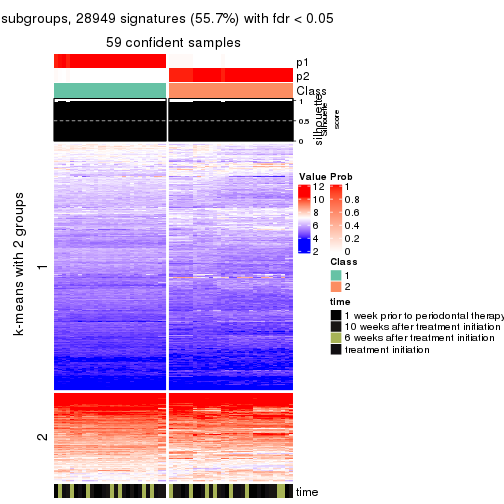 subgroups, 28949 signatures (55.7%) with fdr < 0.05
59 confident samples
p1
p2
Class
1
0.5
0
silhouette
Silhouette
score
k-means with 2 groups
1
2
time
Value
12
10
8
6
4
2
Prob
1
0.8
0.6
0.4
0.2
0
Class
1
2
time
1 week prior to periodontal therapy
10 weeks after treatment initiation
6 weeks after treatment initiation
treatment initiation